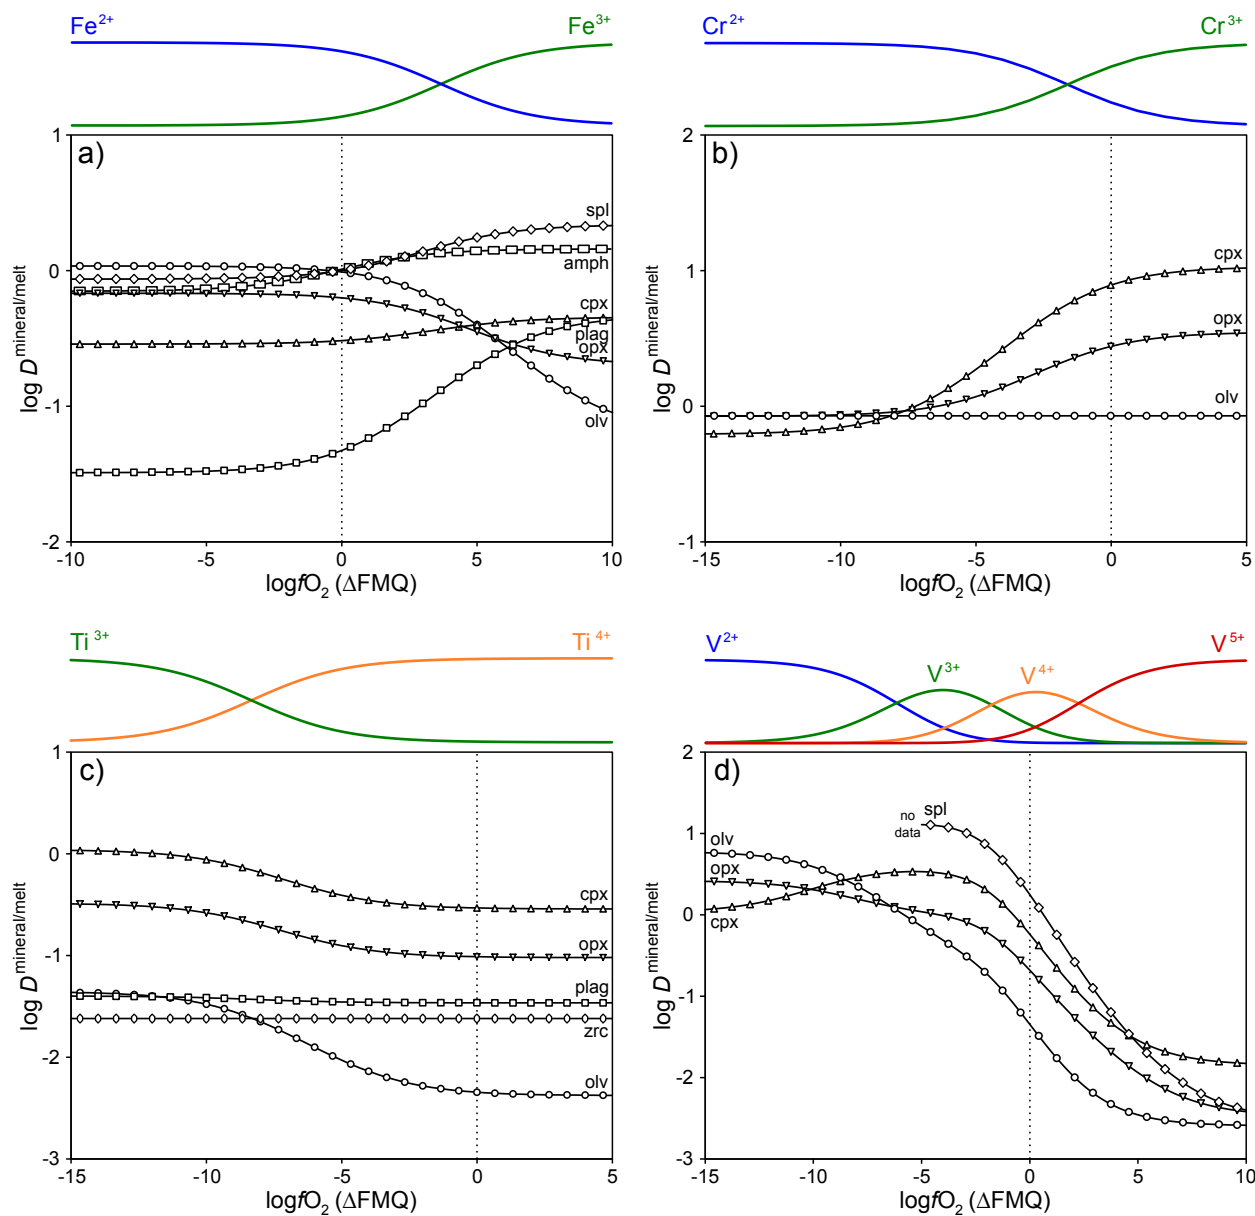 Fe2+ Fe3+
a)
1
0
-1
-2
log D mineral/melt
spl
amph
cpx
plag
opx
olv
-10 -5 0 5 10
logfO2 (ΔFMQ)
Cr2+ Cr3+
b)
2
1
0
-1
log D mineral/melt
cpx
opx
olv
-15 -10 -5 0 5
logfO2 (ΔFMQ)
Ti 3+ Ti 4+
c)
1
0
-1
-2
-3
log D mineral/melt
cpx
opx
plag
zrc
olv
-15 -10 -5 0 5
logfO2 (ΔFMQ)
V2+ V3+ V4+ V5+
d)
2
1
0
-1
-2
-3
log D mineral/melt
no
data
spl
olv
opx
cpx
-15 -10 -5 0 5 10
logfO2 (ΔFMQ)